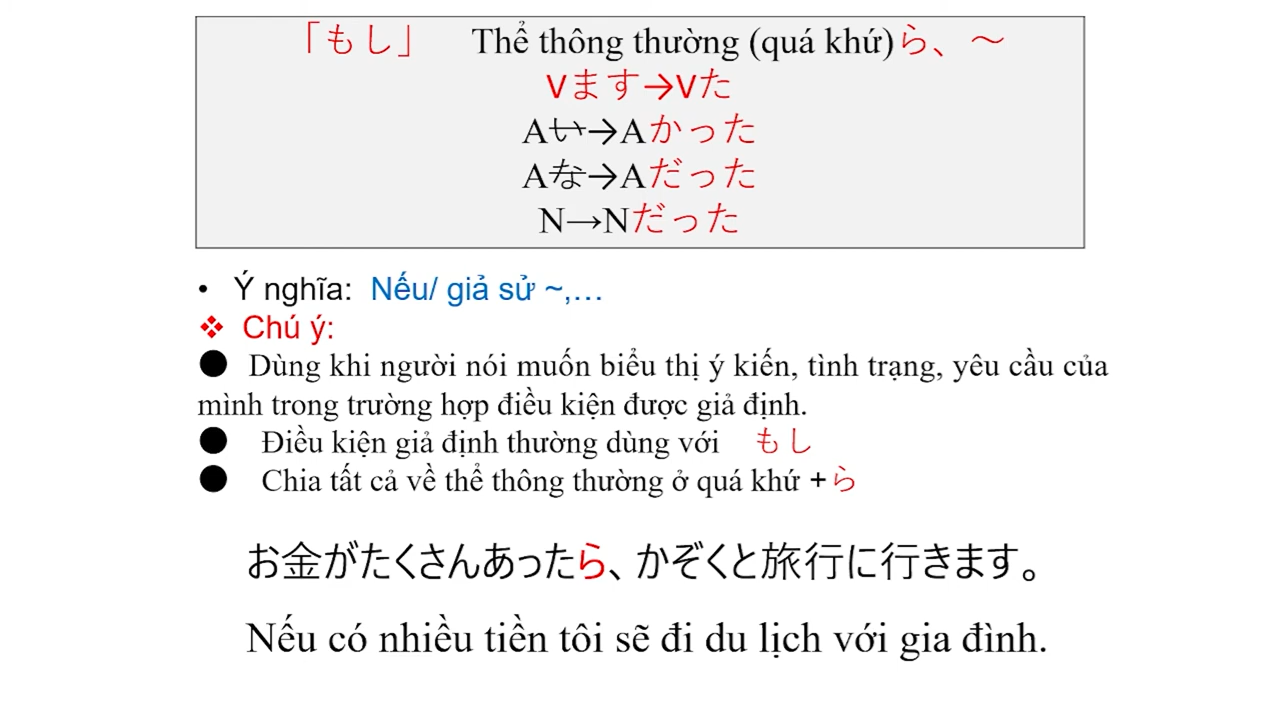 「もし」 Thể thông thường (quá khứ)ら、～
Vます→Vた
Aい→Aかった
Aな→Aだった
N→Nだった
• Ý nghĩa: Nếu/ giả sử ~,…
❖ Chú ý:
● Dùng khi người nói muốn biểu thị ý kiến, tình trạng, yêu cầu của
mình trong trường hợp điều kiện được giả định.
● Điều kiện giả định thường dùng với もし
● Chia tất cả về thể thông thường ở quá khứ +ら
お金がたくさんあったら、かぞくと旅行に行きます。
Nếu có nhiều tiền tôi sẽ đi du lịch với gia đình.